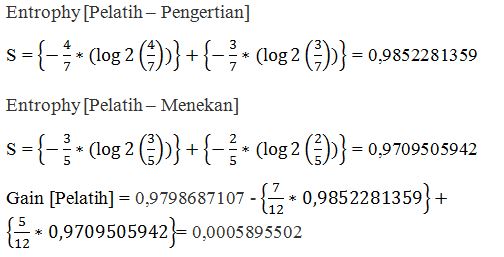 Entrophy [Pelatih – Pengertian]
S = {−4/7 ∗ (log 2 (4/7))} + {−3/7 ∗ (log 2 (3/7))} = 0,9852281359
Entrophy [Pelatih – Menekan]
S = {−3/5 ∗ (log 2 (3/5))} + {−2/5 ∗ (log 2 (2/5))} = 0,9709505942
Gain [Pelatih] = 0,9798687107 - {7/12 ∗ 0,9852281359} +
{5/12 ∗ 0,9709505942} = 0,0005895502